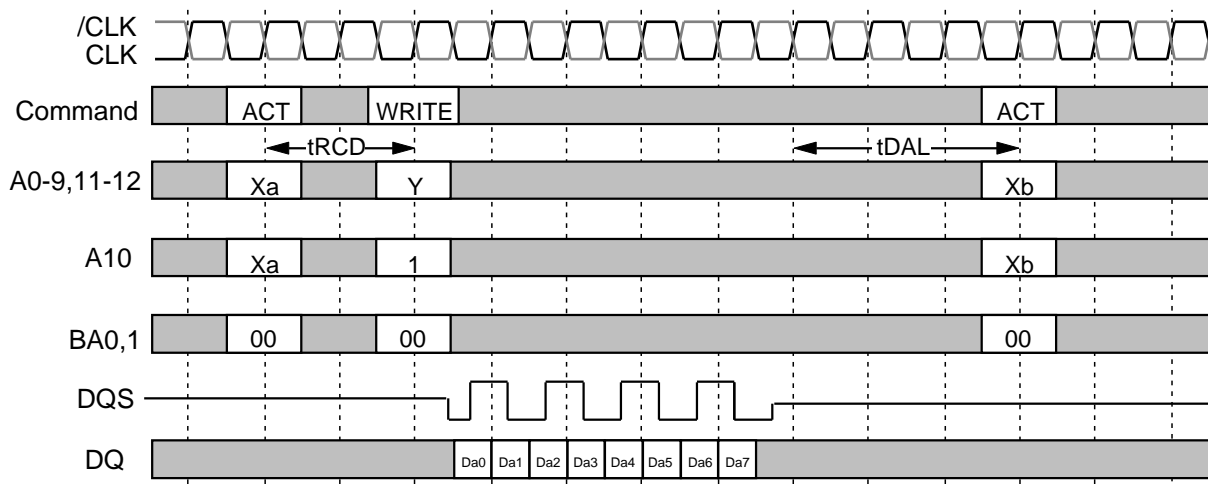 /CLK
CLK
Command ACT WRITE ACT
tRCD tDAL
A0-9,11-12 Xa Y Xb
A10 Xa 1 Xb
BA0,1 00 00 00
DQS
DQ Da0 Da1 Da2 Da3 Da4 Da5 Da6 Da7